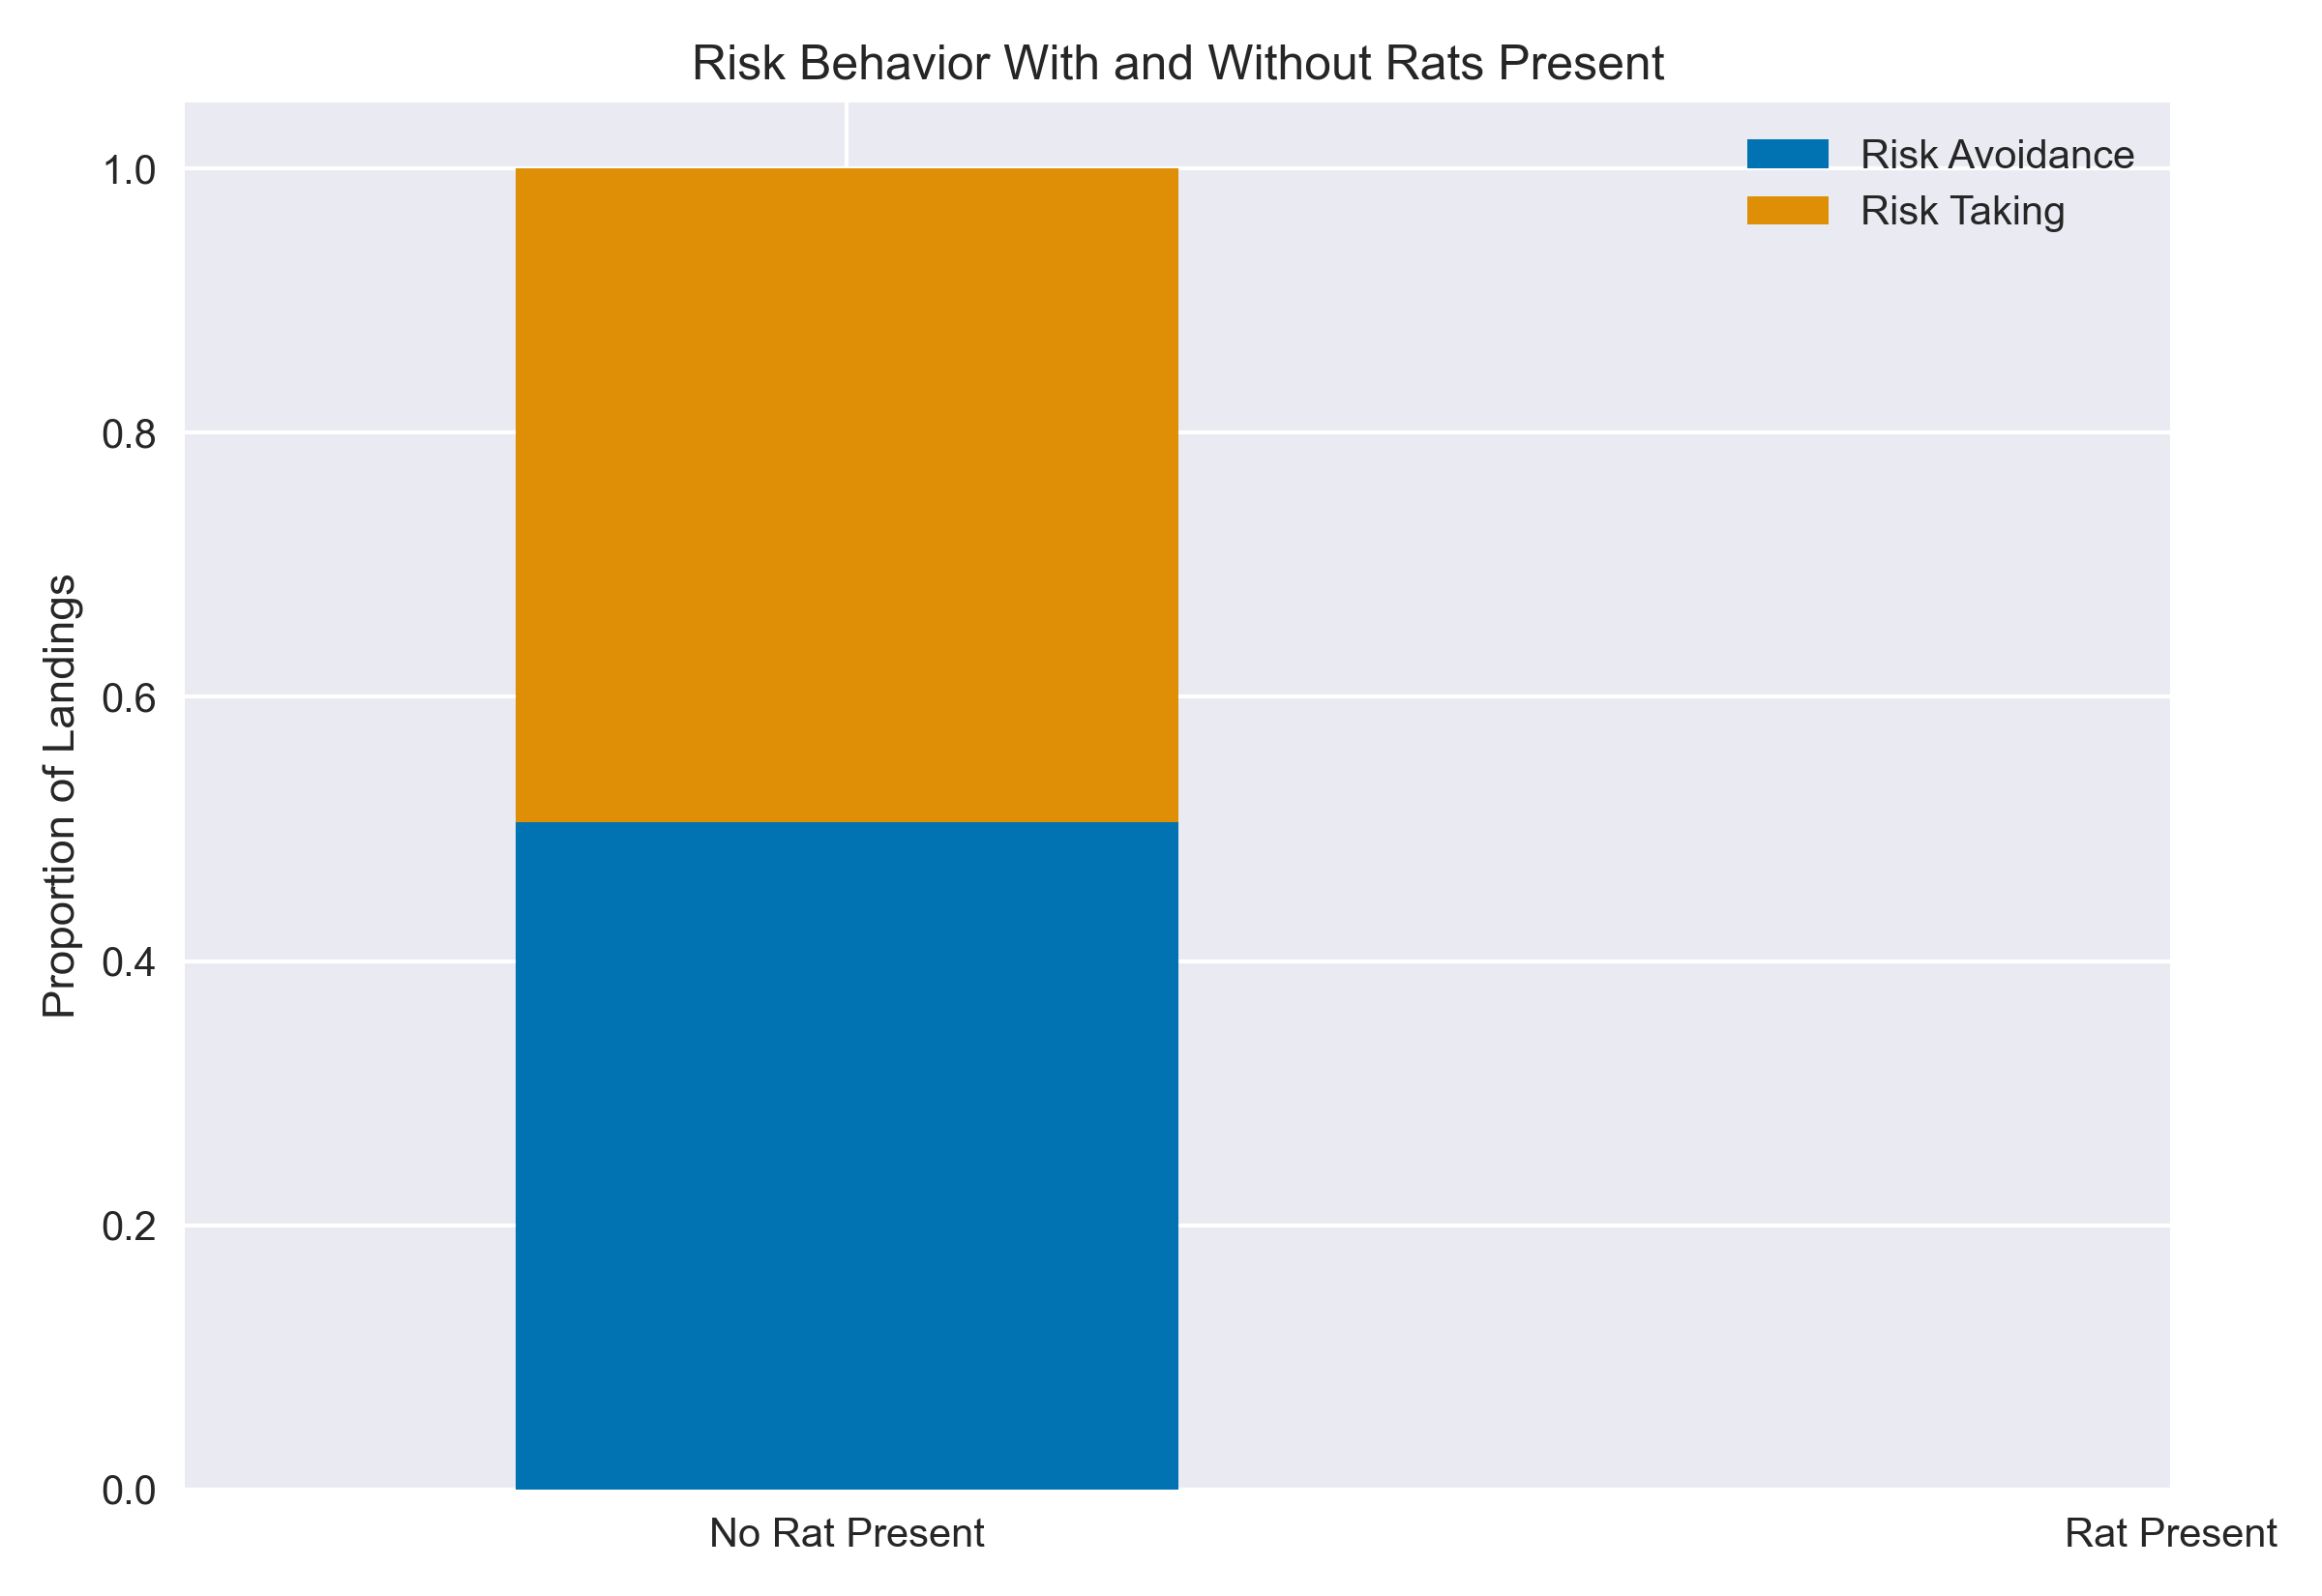 Risk Behavior With and Without Rats Present
Risk Avoidance
Risk Taking
Proportion of Landings
1.0
0.8
0.6
0.4
0.2
0.0
No Rat Present
Rat Present